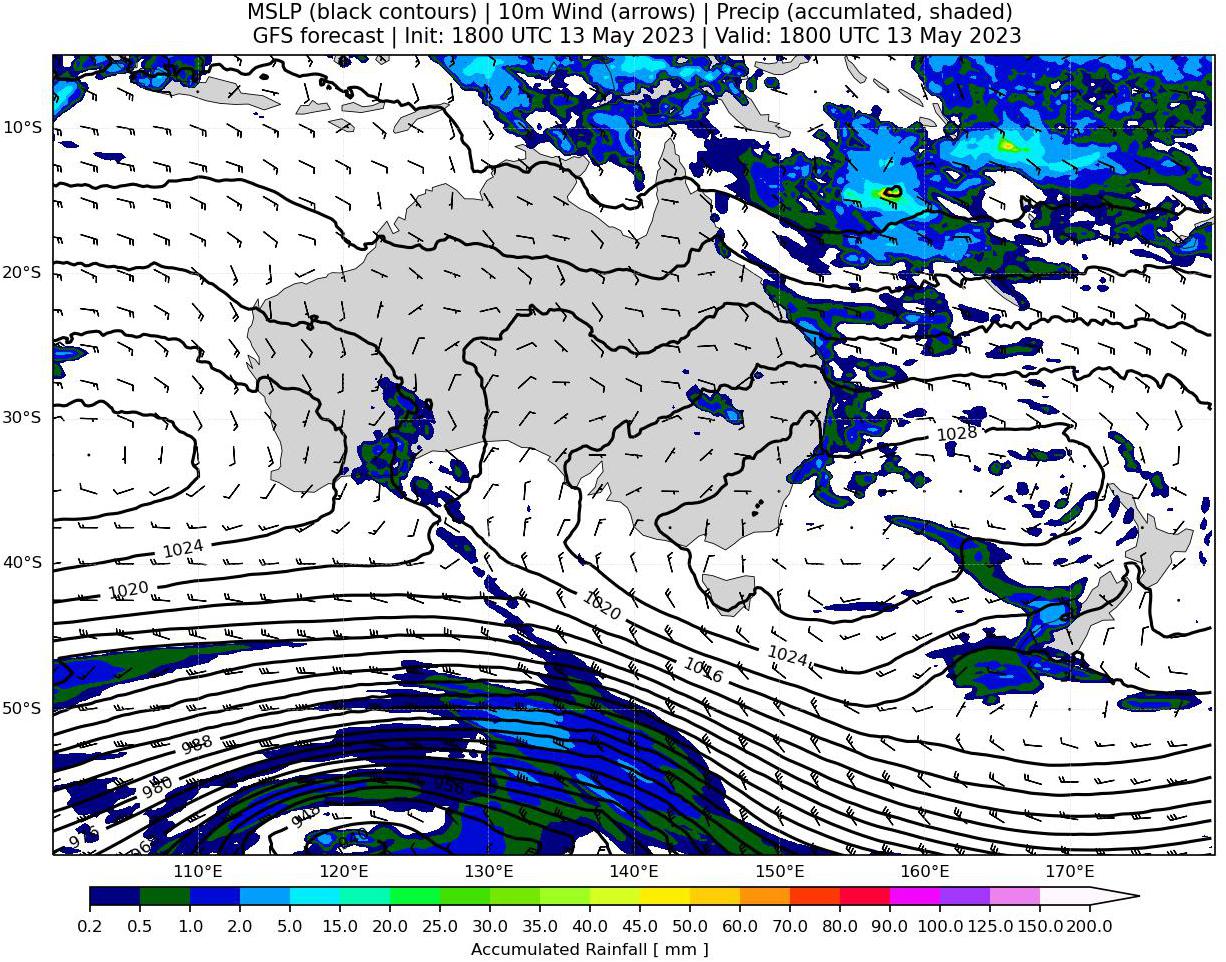 MSLP (black contours) | 10m Wind (arrows) | Precip (accumlated, shaded)
GFS forecast | Init: 1800 UTC 13 May 2023 | Valid: 1800 UTC 13 May 2023
10°S
20°S
30°S
1028
1024
40°S
1020
1020
1024
1016
50°S
988
980
956
948
110°E 120°E 130°E 140°E 150°E 160°E 170°E
0.2 0.5 1.0 2.0 5.0 10.0 15.0 20.0 25.0 30.0 35.0 40.0 45.0 50.0 60.0 70.0 80.0 90.0 100.0 125.0 150.0 200.0
Accumulated Rainfall [ mm ]